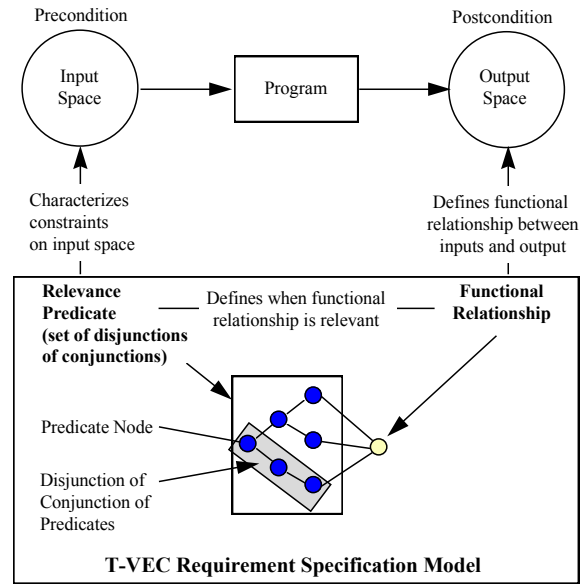 Precondition
Postcondition
Input
Space
Program
Output
Space
Characterizes
constraints
on input space
Defines functional
relationship between
inputs and output
Relevance
Predicate
(set of disjunctions
of conjunctions)
Defines when functional
relationship is relevant
Functional
Relationship
Predicate Node
Disjunction of
Conjunction of
Predicates
T-VEC Requirement Specification Model